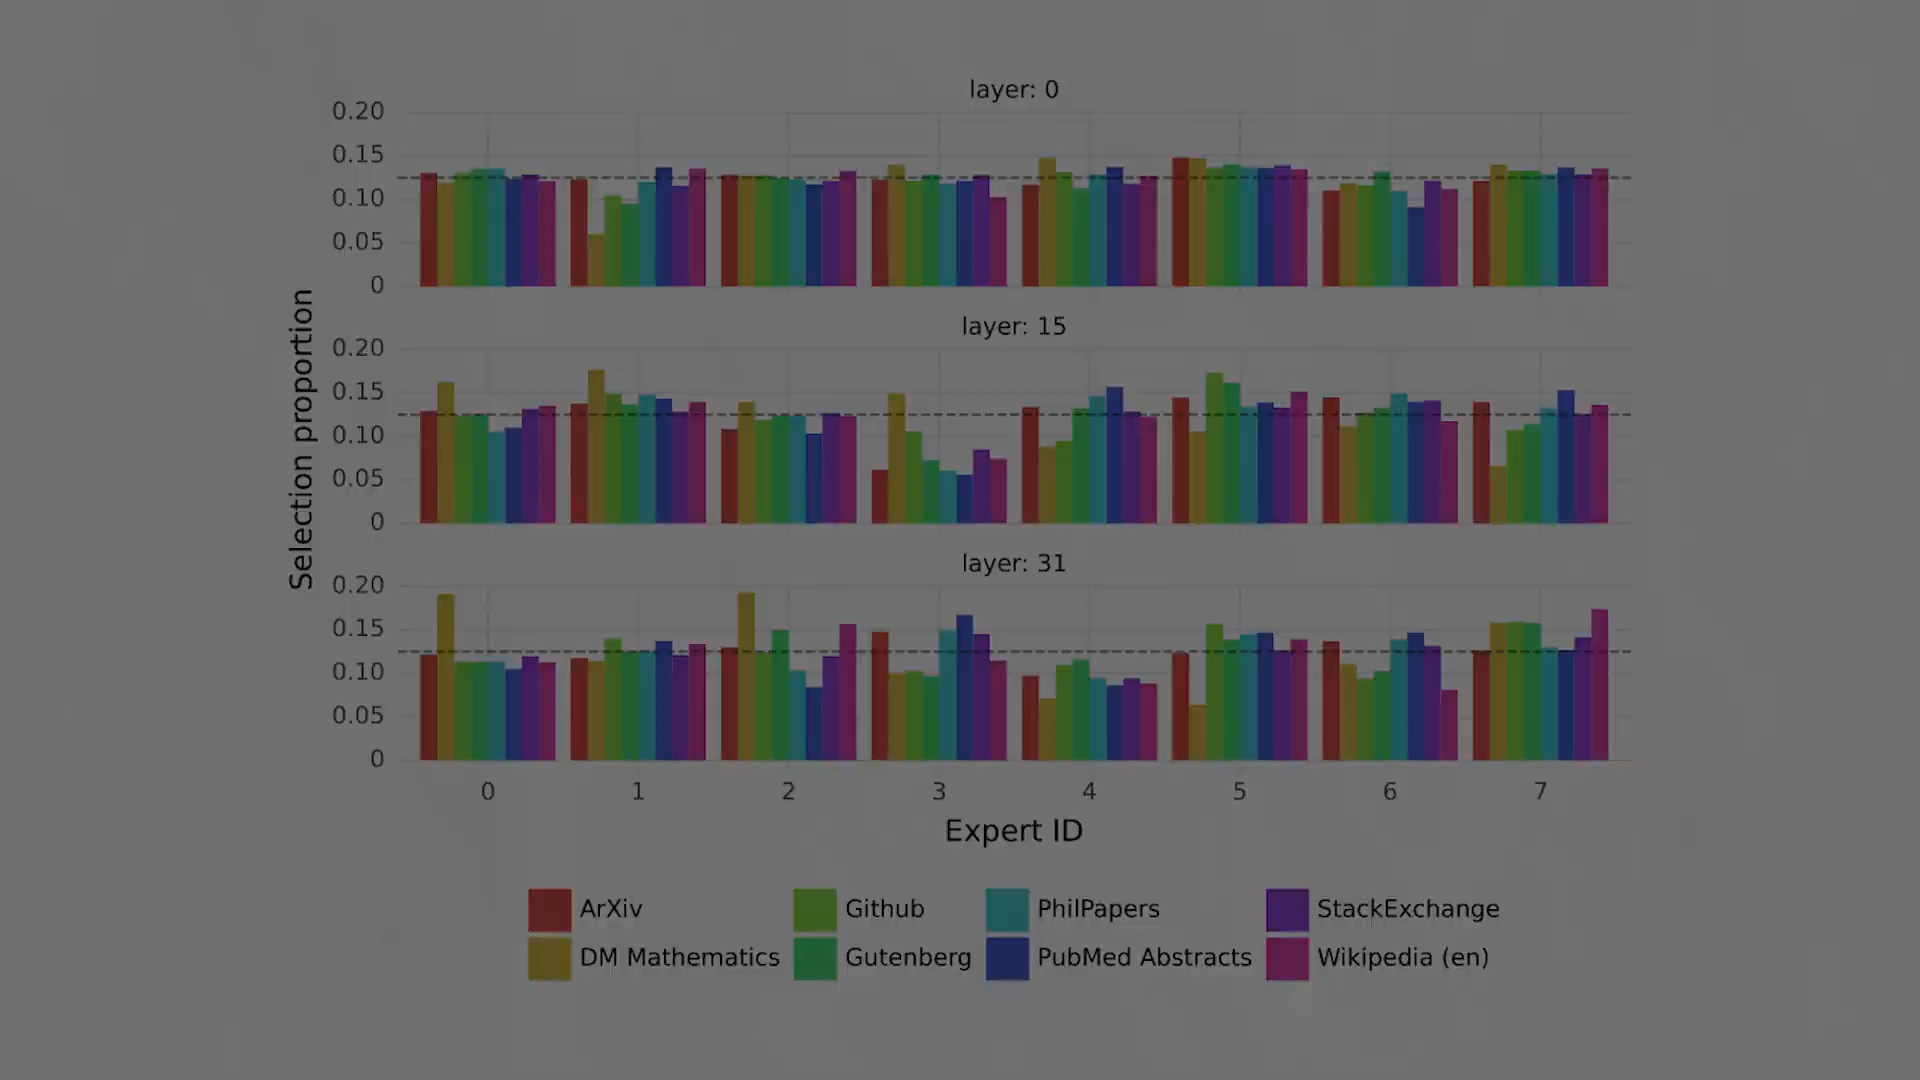 layer: 0
0.20
0.15
0.10
0.05
0
layer: 15
0.20
0.15
0.10
0.05
0
Selection proportion
layer: 31
0.20
0.15
0.10
0.05
0
0 1 2 3 4 5 6 7
Expert ID
ArXiv Github PhilPapers StackExchange
DM Mathematics Gutenberg PubMed Abstracts Wikipedia (en)